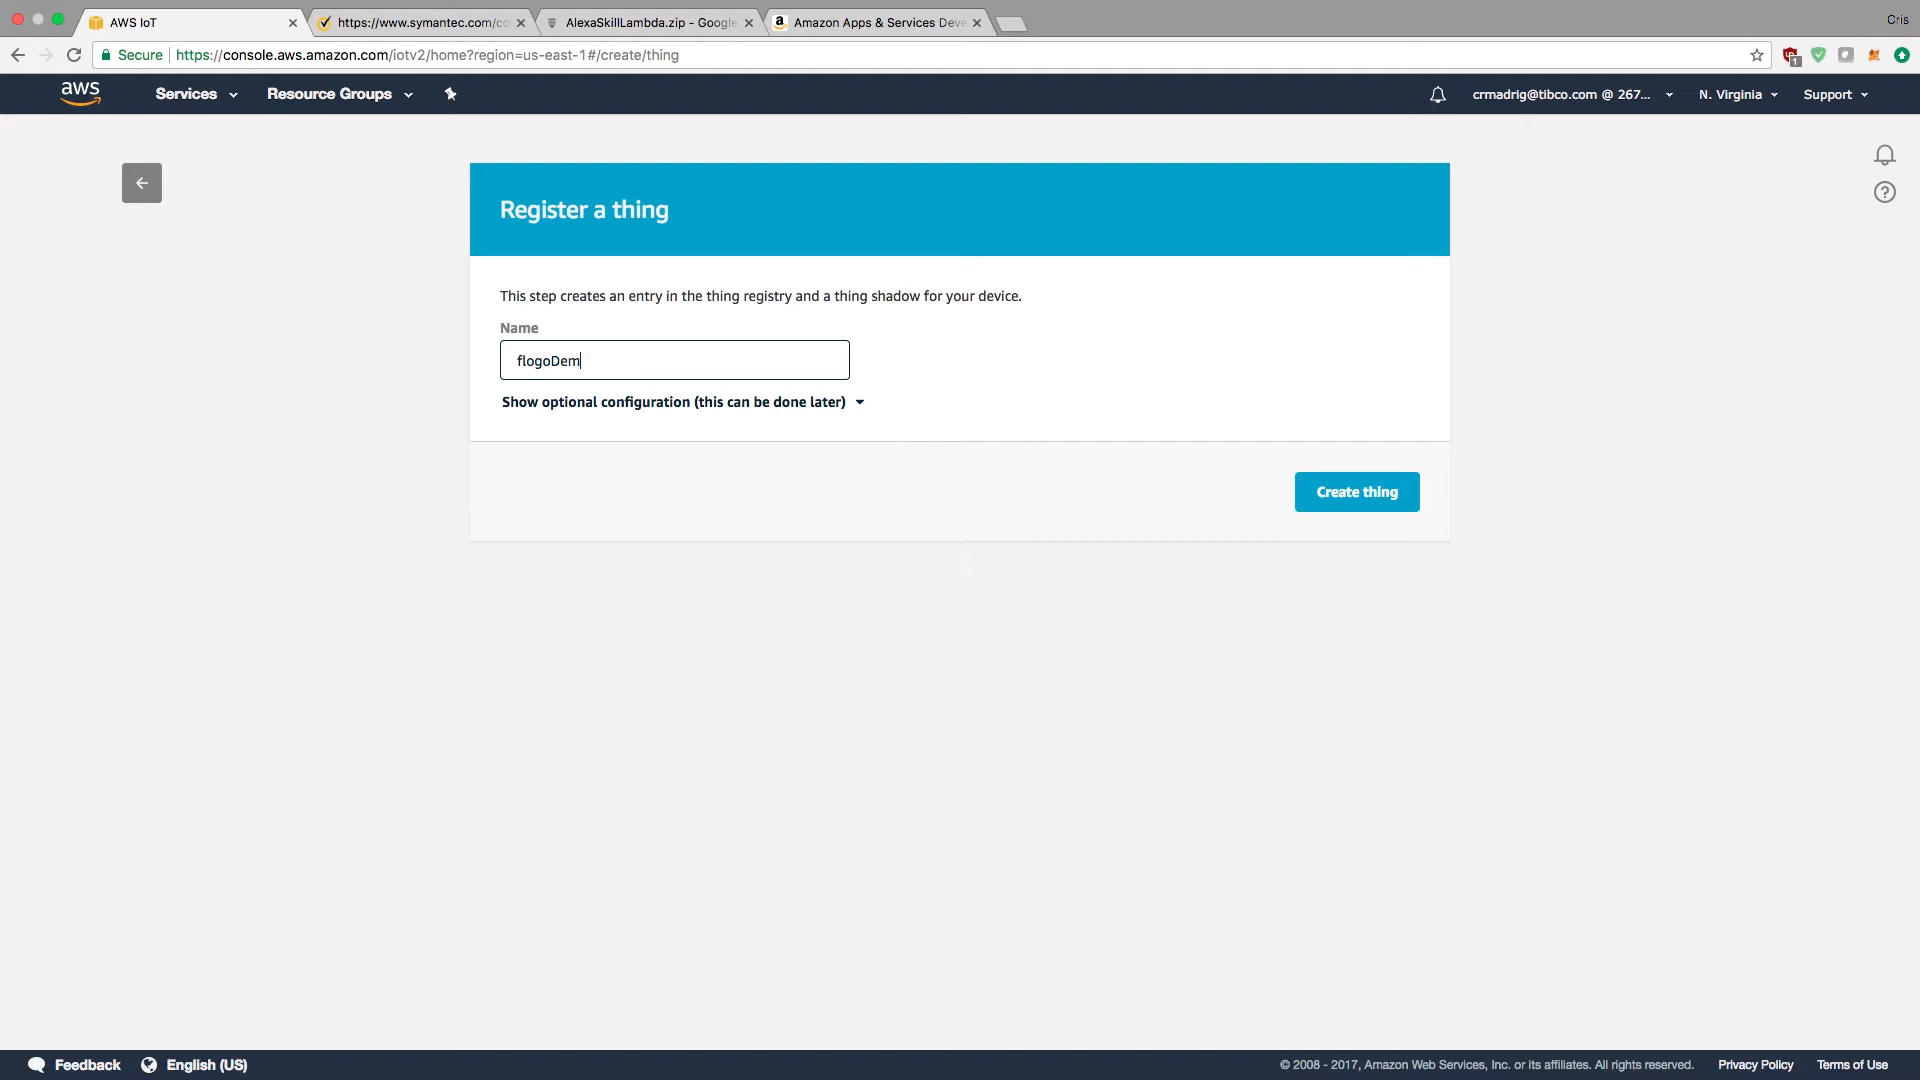 AWS IoT
https://www.symantec.com/co
AlexaSkillLambda.zip - Google
Amazon Apps & Services Deve
Cris
Secure
https://console.aws.amazon.com/iotv2/home?region=us-east-1#/create/thing
1
aws
Services
Resource Groups
crmadrig@tibco.com @ 267...
N. Virginia
Support
Register a thing
This step creates an entry in the thing registry and a thing shadow for your device.
Name
flogoDem
Show optional configuration (this can be done later)
Create thing
Feedback
English (US)
© 2008 - 2017, Amazon Web Services, Inc. or its affiliates. All rights reserved.
Privacy Policy
Terms of Use